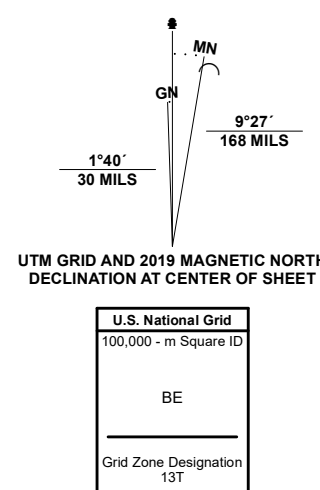 MN
GN
9°27´
168 MILS
1°40´
30 MILS
UTM GRID AND 2019 MAGNETIC NORTH
DECLINATION AT CENTER OF SHEET
U.S. National Grid
100,000 - m Square ID
BE
Grid Zone Designation
13T